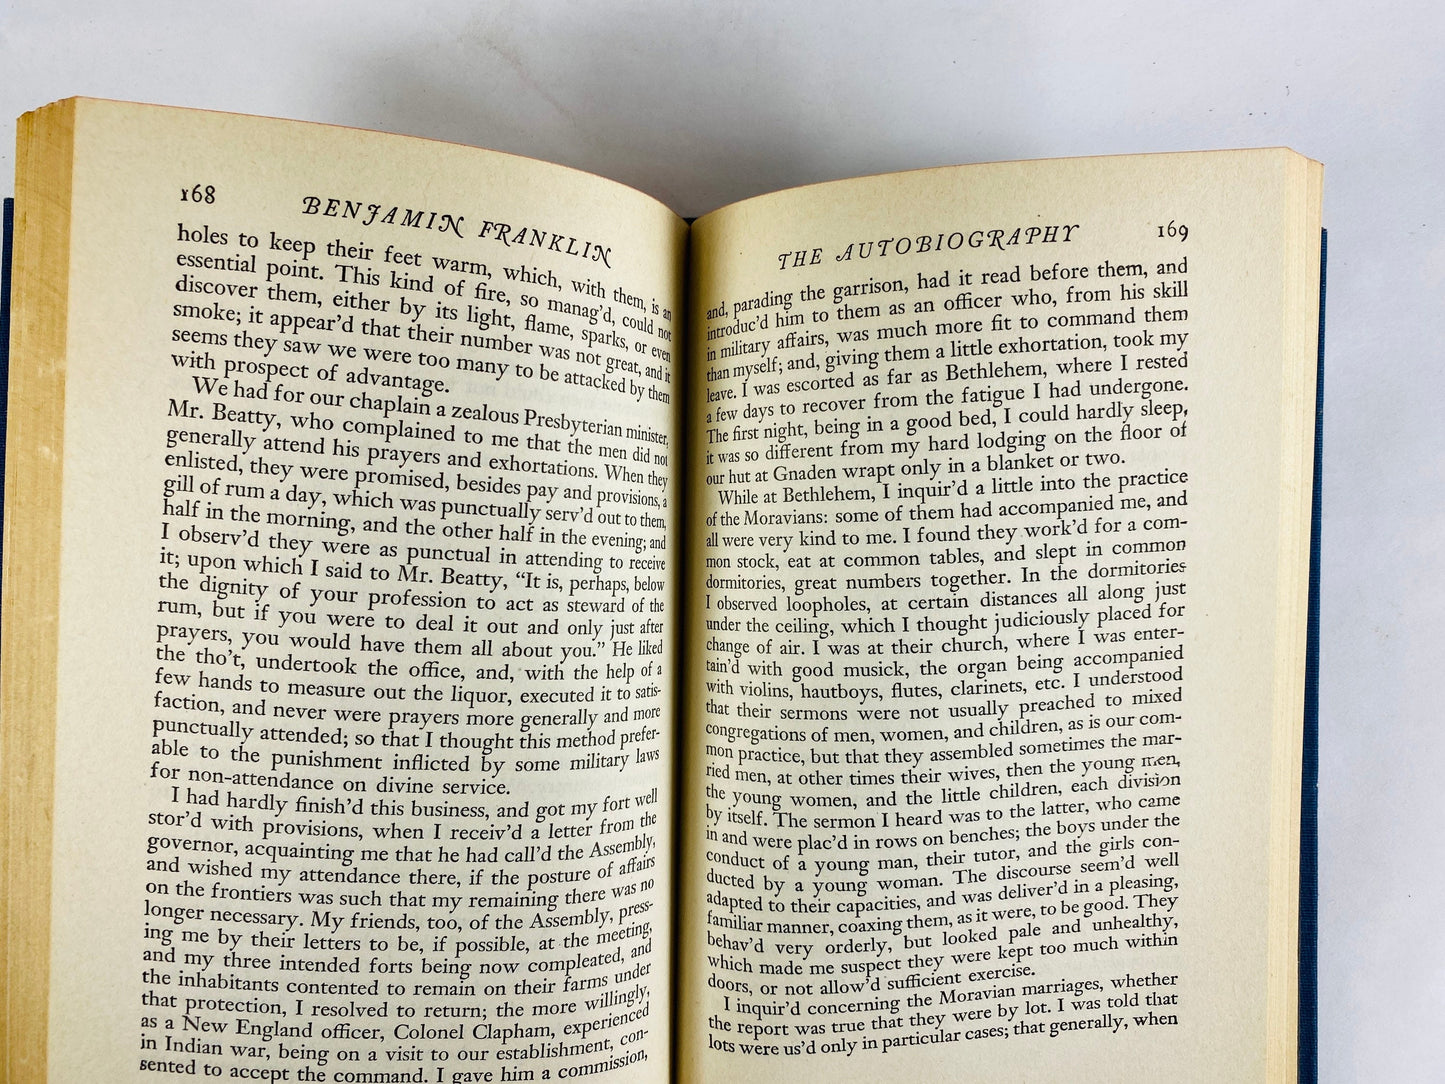 168
BENJAMIN FRANKLIN
holes to keep their feet warm, which, with them, is an
essential point. This kind of fire, so manag'd, could not
discover them, either by its light, flame, sparks, or even
smoke; it appear'd that their number was not great, and it
seems they saw we were too many to be attacked by them
with prospect of advantage.
We had for our chaplain a zealous Presbyterian minister,
Mr. Beatty, who complained to me that the men did not
generally attend his prayers and exhortations. When they
enlisted, they were promised, besides pay and provisions, a
gill of rum a day, which was punctually serv'd out to them,
half in the morning, and the other half in the evening; and
I observ'd they were as punctual in attending to receive
it; upon which I said to Mr. Beatty, "It is, perhaps, below
the dignity of your profession to act as steward of the
rum, but if you were to deal it out and only just after
prayers, you would have them all about you." He liked
the tho't, undertook the office, and, with the help of a
few hands to measure out the liquor, executed it to satis-
faction, and never were prayers more generally and more
punctually attended; so that I thought this method prefer-
able to the punishment inflicted by some military laws
for non-attendance on divine service.
I had hardly finish'd this business, and got my fort well
stor'd with provisions, when I receiv'd a letter from the
governor, acquainting me that he had call'd the Assembly,
and wished my attendance there, if the posture of affairs
on the frontiers was such that my remaining there was no
longer necessary. My friends, too, of the Assembly, press-
ing me by their letters to be, if possible, at the meeting,
and my three intended forts being now compleated, and
the inhabitants contented to remain on their farms under
that protection, I resolved to return; the more willingly,
as a New England officer, Colonel Clapham, experienced
in Indian war, being on a visit to our establishment, con-
sented to accept the command. I gave him a commission,
THE AUTOBIOGRAPHY
169
and, parading the garrison, had it read before them, and
introduc'd him to them as an officer who, from his skill
in military affairs, was much more fit to command them
than myself; and, giving them a little exhortation, took my
leave. I was escorted as far as Bethlehem, where I rested
a few days to recover from the fatigue I had undergone.
The first night, being in a good bed, I could hardly sleep,
it was so different from my hard lodging on the floor of
our hut at Gnaden wrapt only in a blanket or two.
While at Bethlehem, I inquir'd a little into the practice
of the Moravians: some of them had accompanied me, and
all were very kind to me. I found they work'd for a com-
mon stock, eat at common tables, and slept in common
dormitories, great numbers together. In the dormitories
I observed loopholes, at certain distances all along just
under the ceiling, which I thought judiciously placed for
change of air. I was at their church, where I was enter-
tain'd with good musick, the organ being accompanied
with violins, hautboys, flutes, clarinets, etc. I understood
that their sermons were not usually preached to mixed
congregations of men, women, and children, as is our com-
mon practice, but that they assembled sometimes the mar-
ried men, at other times their wives, then the young men,
the young women, and the little children, each division
by itself. The sermon I heard was to the latter, who came
in and were plac'd in rows on benches; the boys under the
conduct of a young man, their tutor, and the girls con-
ducted by a young woman. The discourse seem'd well
adapted to their capacities, and was deliver'd in a pleasing,
familiar manner, coaxing them, as it were, to be good. They
behav'd very orderly, but looked pale and unhealthy,
which made me suspect they were kept too much within
doors, or not allow'd sufficient exercise.
I inquir'd concerning the Moravian marriages, whether
the report was true that they were by lot. I was told that
lots were us'd only in particular cases; that generally, when